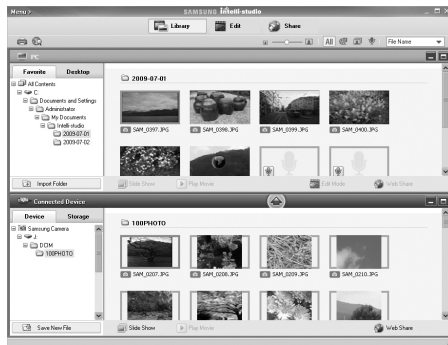 Menu >
SAMSUNG intelli-studio
Library Edit Share
All File Name
PC
Favorite Desktop
All Contents
C:
Documents and Settings
Administrator
My Documents
Intelli-studio
2009-07-01
2009-07-02
Import Folder
2009-07-01
SAM_0397.JPG SAM_0398.JPG SAM_0399.JPG SAM_0400.JPG
Slide Show Play Movie Edit Mode Web Share
Connected Device
Device Storage
Samsung Camera
J:
DCIM
100PHOTO
Save New File
100PHOTO
SAM_0207.JPG SAM_0208.JPG SAM_0209.JPG SAM_0210.JPG
Slide Show Play Movie Web Share